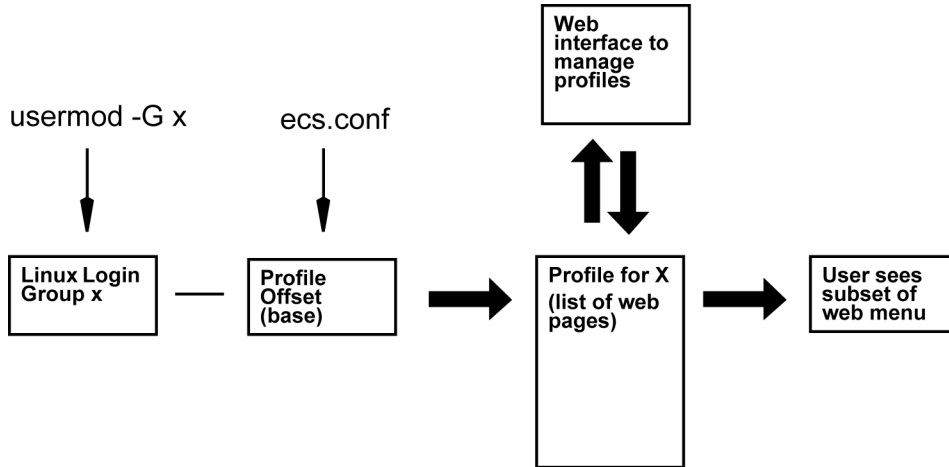 Web
interface to
manage
profiles
usermod -G x
ecs.conf
Linux Login
Group x
Profile
Offset
(base)
Profile for X
(list of web
pages)
User sees
subset of
web menu